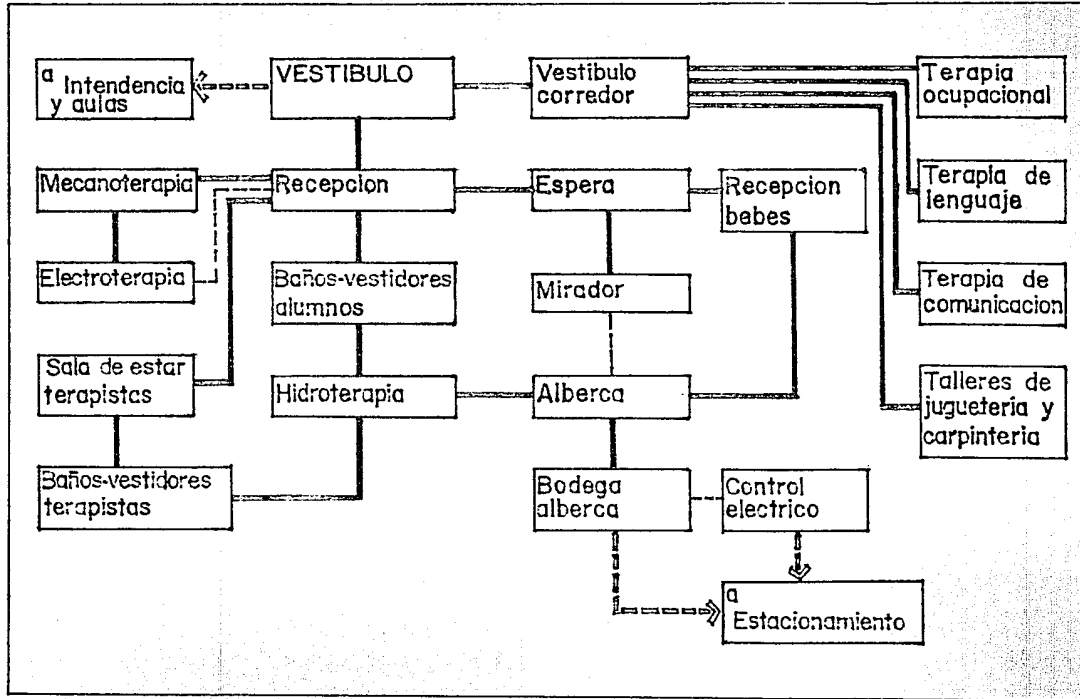 a Intendencia
y aulas
VESTIBULO
Vestibulo
corredor
Terapia
ocupacional
Mecanoterapia
Recepcion
Espera
Recepcion
bebes
Terapia de
lenguaje
Electroterapia
Baños-vestidores
alumnos
Mirador
Terapia de
comunicacion
Sala de estar
terapistas
Hidroterapia
Alberca
Talleres de
jugueteria y
carpinteria
Baños-vestidores
terapistas
Bodega
alberca
Control
electrico
a
Estacionamiento